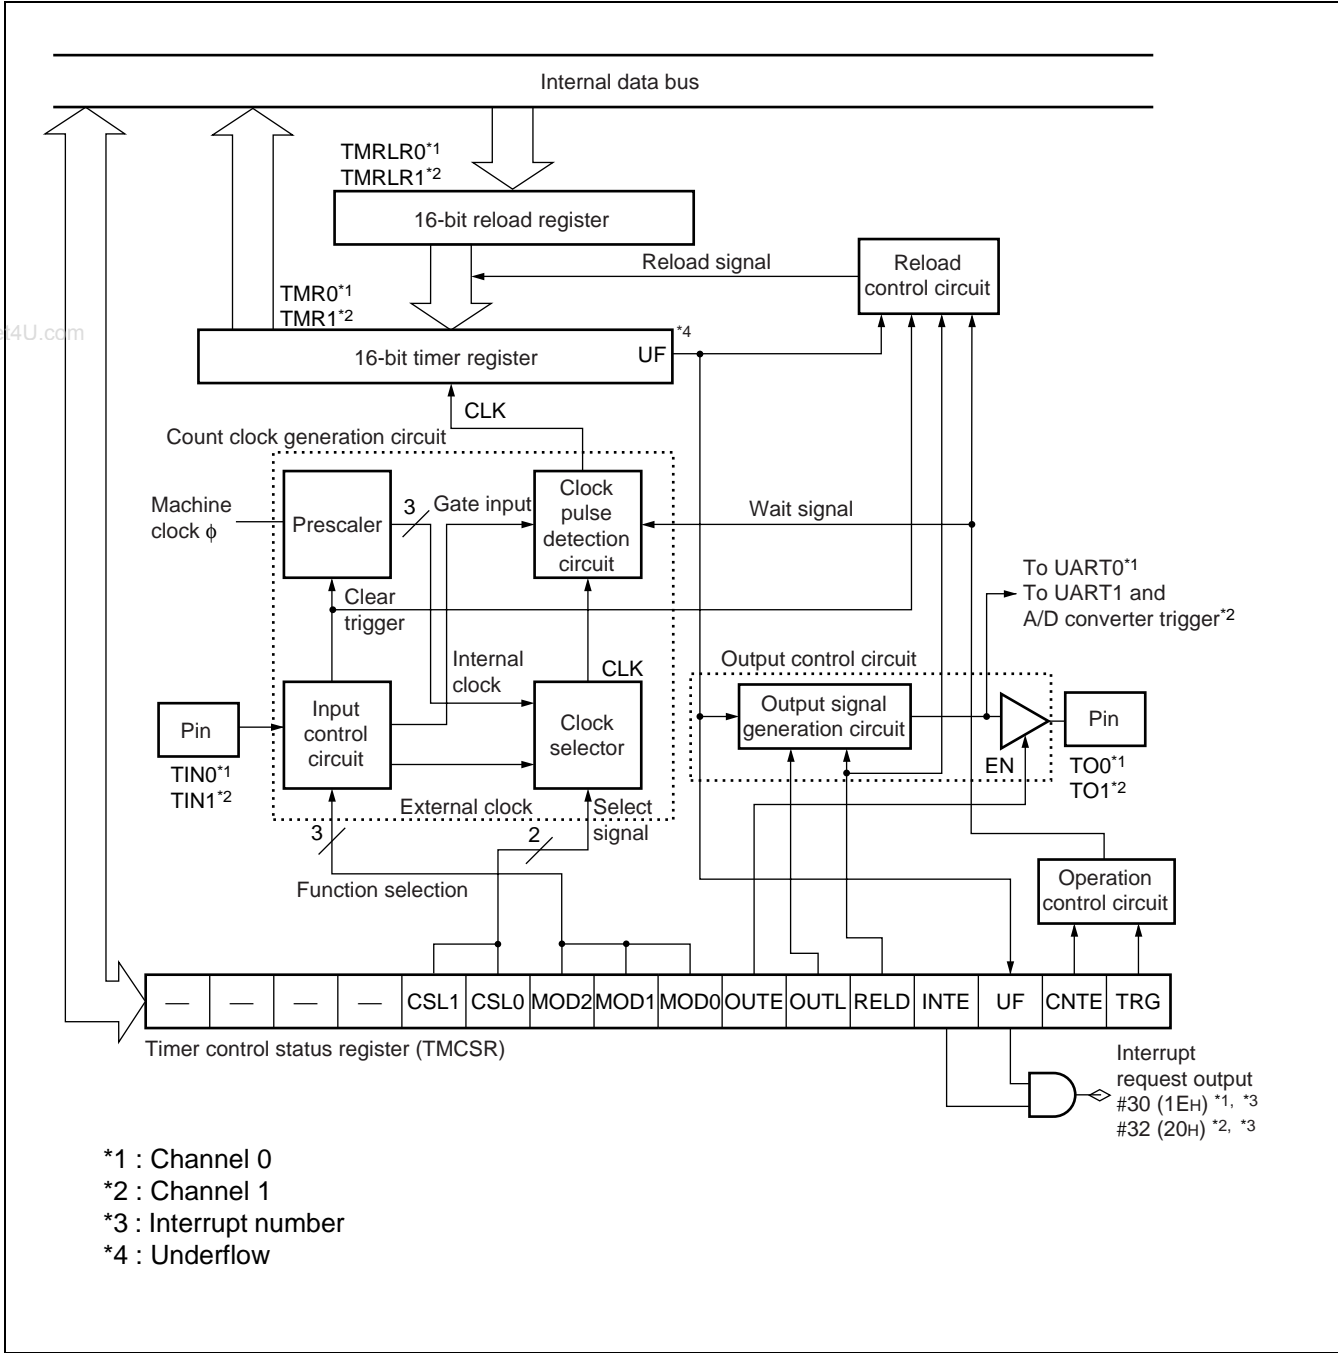 Internal data bus
TMRLR0*1
TMRLR1*2
16-bit reload register
Reload signal
Reload
control circuit
TMR0*1
TMR1*2
et4U.com
16-bit timer register
UF
*4
CLK
Count clock generation circuit
Machine
clock ϕ
Prescaler
3
Gate input
Clock
pulse
detection
circuit
Wait signal
Clear
trigger
To UART0*1
To UART1 and
A/D converter trigger*2
Internal
clock
CLK
Output control circuit
Pin
TIN0*1
TIN1*2
Input
control
circuit
Clock
selector
Output signal
generation circuit
EN
Pin
TO0*1
TO1*2
External clock
Select
signal
3
2
Function selection
Operation
control circuit
— — — — CSL1 CSL0 MOD2 MOD1 MOD0 OUTE OUTL RELD INTE UF CNTE TRG
Timer control status register (TMCSR)
Interrupt
request output
#30 (1EH) *1, *3
#32 (20H) *2, *3
*1 : Channel 0
*2 : Channel 1
*3 : Interrupt number
*4 : Underflow